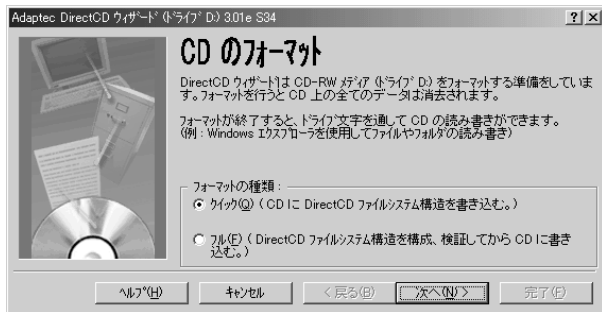 Adaptec DirectCD ウィザード (ドライブ D:) 3.01e S34
CD のフォーマット
DirectCD ウィザードは CD-RW メディア (ドライブ D:) をフォーマットする準備をしていま
す。フォーマットを行うと CD 上の全てのデータは消去されます。
フォーマットが終了すると、ドライブ文字を通して CD の読み書きができます。
(例 : Windows エクスプローラを使用してファイルやフォルダの読み書き)
フォーマットの種類 :
クイック(Q) ( CD に DirectCD ファイルシステム構造を書き込む。)
フル(F) ( DirectCD ファイルシステム構造を構成、検証してから CD に書き
込む。)
ヘルプ(H)
キャンセル
< 戻る(B)
次へ(N) >
完了(F)